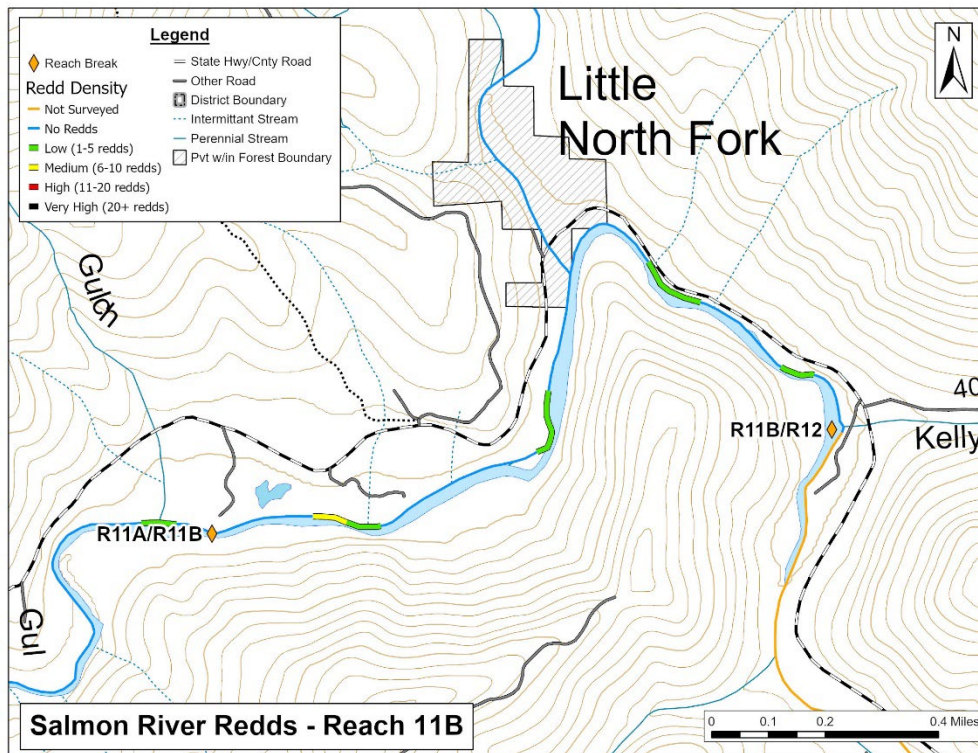 Legend
Reach Break
Redd Density
Not Surveyed
No Redds
Low (1-5 redds)
Medium (6-10 redds)
High (11-20 redds)
Very High (20+ redds)
State Hwy/Cnty Road
Other Road
District Boundary
Intermittant Stream
Perennial Stream
Pvt w/in Forest Boundary
N
Little
North Fork
Gulch
40
R11B/R12
Kelly
R11A/R11B
Gul
Salmon River Redds - Reach 11B
0 0.1 0.2 0.4 Miles